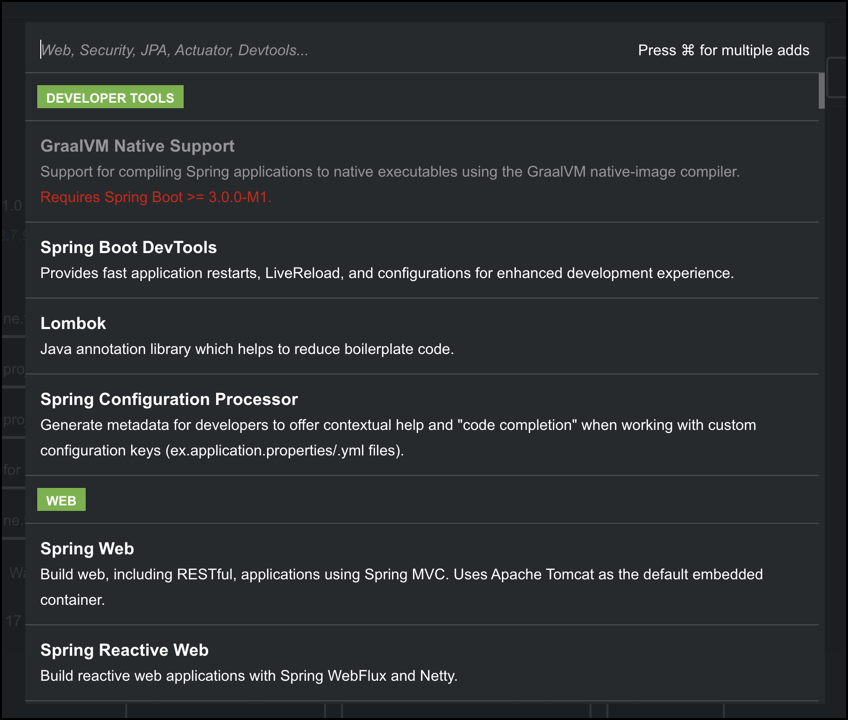 Web, Security, JPA, Actuator, Devtools...
Press ⌘ for multiple adds
DEVELOPER TOOLS
GraalVM Native Support
Support for compiling Spring applications to native executables using the GraalVM native-image compiler.
Requires Spring Boot >= 3.0.0-M1.
Spring Boot DevTools
Provides fast application restarts, LiveReload, and configurations for enhanced development experience.
Lombok
Java annotation library which helps to reduce boilerplate code.
Spring Configuration Processor
Generate metadata for developers to offer contextual help and "code completion" when working with custom
configuration keys (ex.application.properties/.yml files).
WEB
Spring Web
Build web, including RESTful, applications using Spring MVC. Uses Apache Tomcat as the default embedded
container.
Spring Reactive Web
Build reactive web applications with Spring WebFlux and Netty.
17